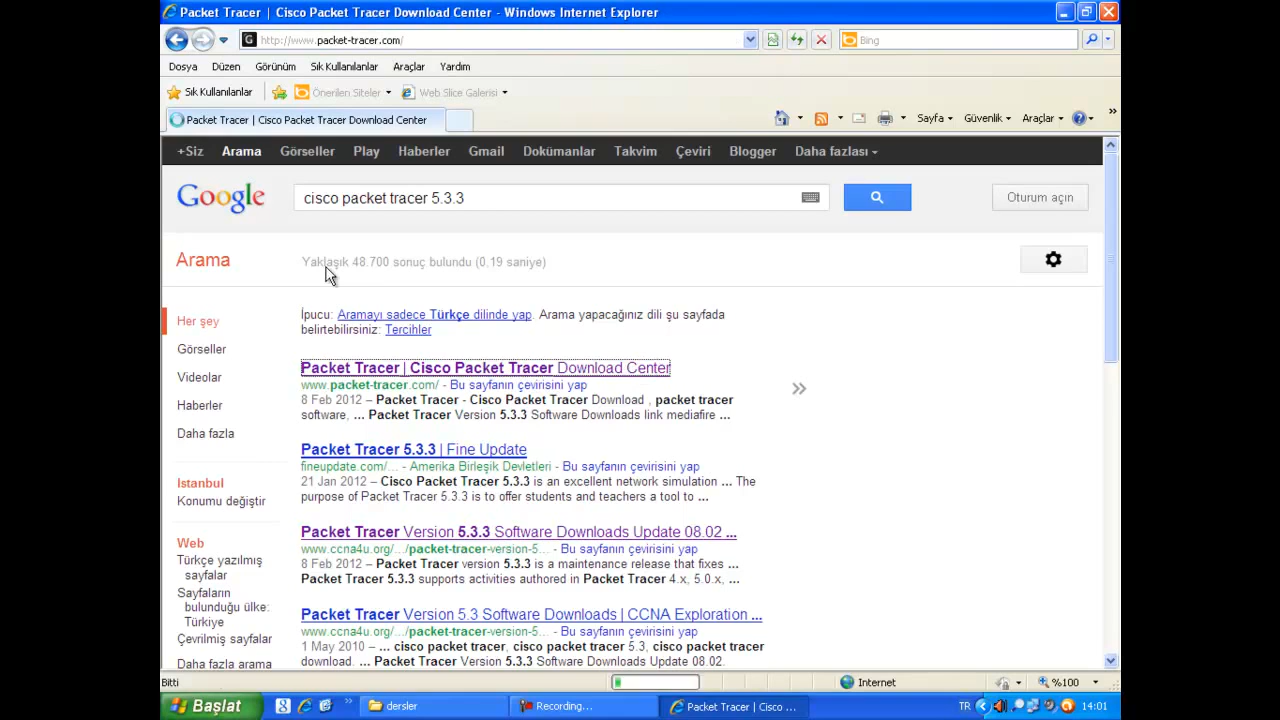 Packet Tracer | Cisco Packet Tracer Download Center - Windows Internet Explorer
http://www.packet-tracer.com/
Bing
Dosya Düzen Görünüm Sık Kullanılanlar Araçlar Yardım
Sık Kullanılanlar Önerilen Siteler Web Slice Galerisi
Packet Tracer | Cisco Packet Tracer Download Center
Sayfa Güvenlik Araçlar
+Siz Arama Görseller Play Haberler Gmail Dokümanlar Takvim Çeviri Blogger Daha fazlası
Google
cisco packet tracer 5.3.3
Oturum açın
Arama
Yaklaşık 48.700 sonuç bulundu (0,19 saniye)
Her şey
Görseller
Videolar
Haberler
Daha fazla
İstanbul
Konumu değiştir
Web
Türkçe yazılmış
sayfalar
Sayfaların
bulunduğu ülke:
Türkiye
Çevrilmiş sayfalar
Daha fazla arama
İpucu: Aramayı sadece Türkçe dilinde yap. Arama yapacağınız dili şu sayfada
belirtebilirsiniz: Tercihler
Packet Tracer | Cisco Packet Tracer Download Center
www.packet-tracer.com/ - Bu sayfanın çevirisini yap
8 Feb 2012 – Packet Tracer - Cisco Packet Tracer Download , packet tracer
software, ... Packet Tracer Version 5.3.3 Software Downloads link mediafire ...
Packet Tracer 5.3.3 | Fine Update
fineupdate.com/... - Amerika Birleşik Devletleri - Bu sayfanın çevirisini yap
21 Jan 2012 – Cisco Packet Tracer 5.3.3 is an excellent network simulation ... The
purpose of Packet Tracer 5.3.3 is to offer students and teachers a tool to ...
Packet Tracer Version 5.3.3 Software Downloads Update 08.02 ...
www.ccna4u.org/.../packet-tracer-version-5... - Bu sayfanın çevirisini yap
8 Feb 2012 – Packet Tracer version 5.3.3 is a maintenance release that fixes ...
Packet Tracer 5.3.3 supports activities authored in Packet Tracer 4.x, 5.0.x, ...
Packet Tracer Version 5.3 Software Downloads | CCNA Exploration ...
www.ccna4u.org/.../packet-tracer-version-5... - Bu sayfanın çevirisini yap
1 May 2010 – ... cisco packet tracer, cisco packet tracer 5.3, cisco packet tracer
download. ... Packet Tracer Version 5.3.3 Software Downloads Update 08.02.
Bitti Internet %100
Başlat dersler Recording... Packet Tracer | Cisco ... TR 14:01